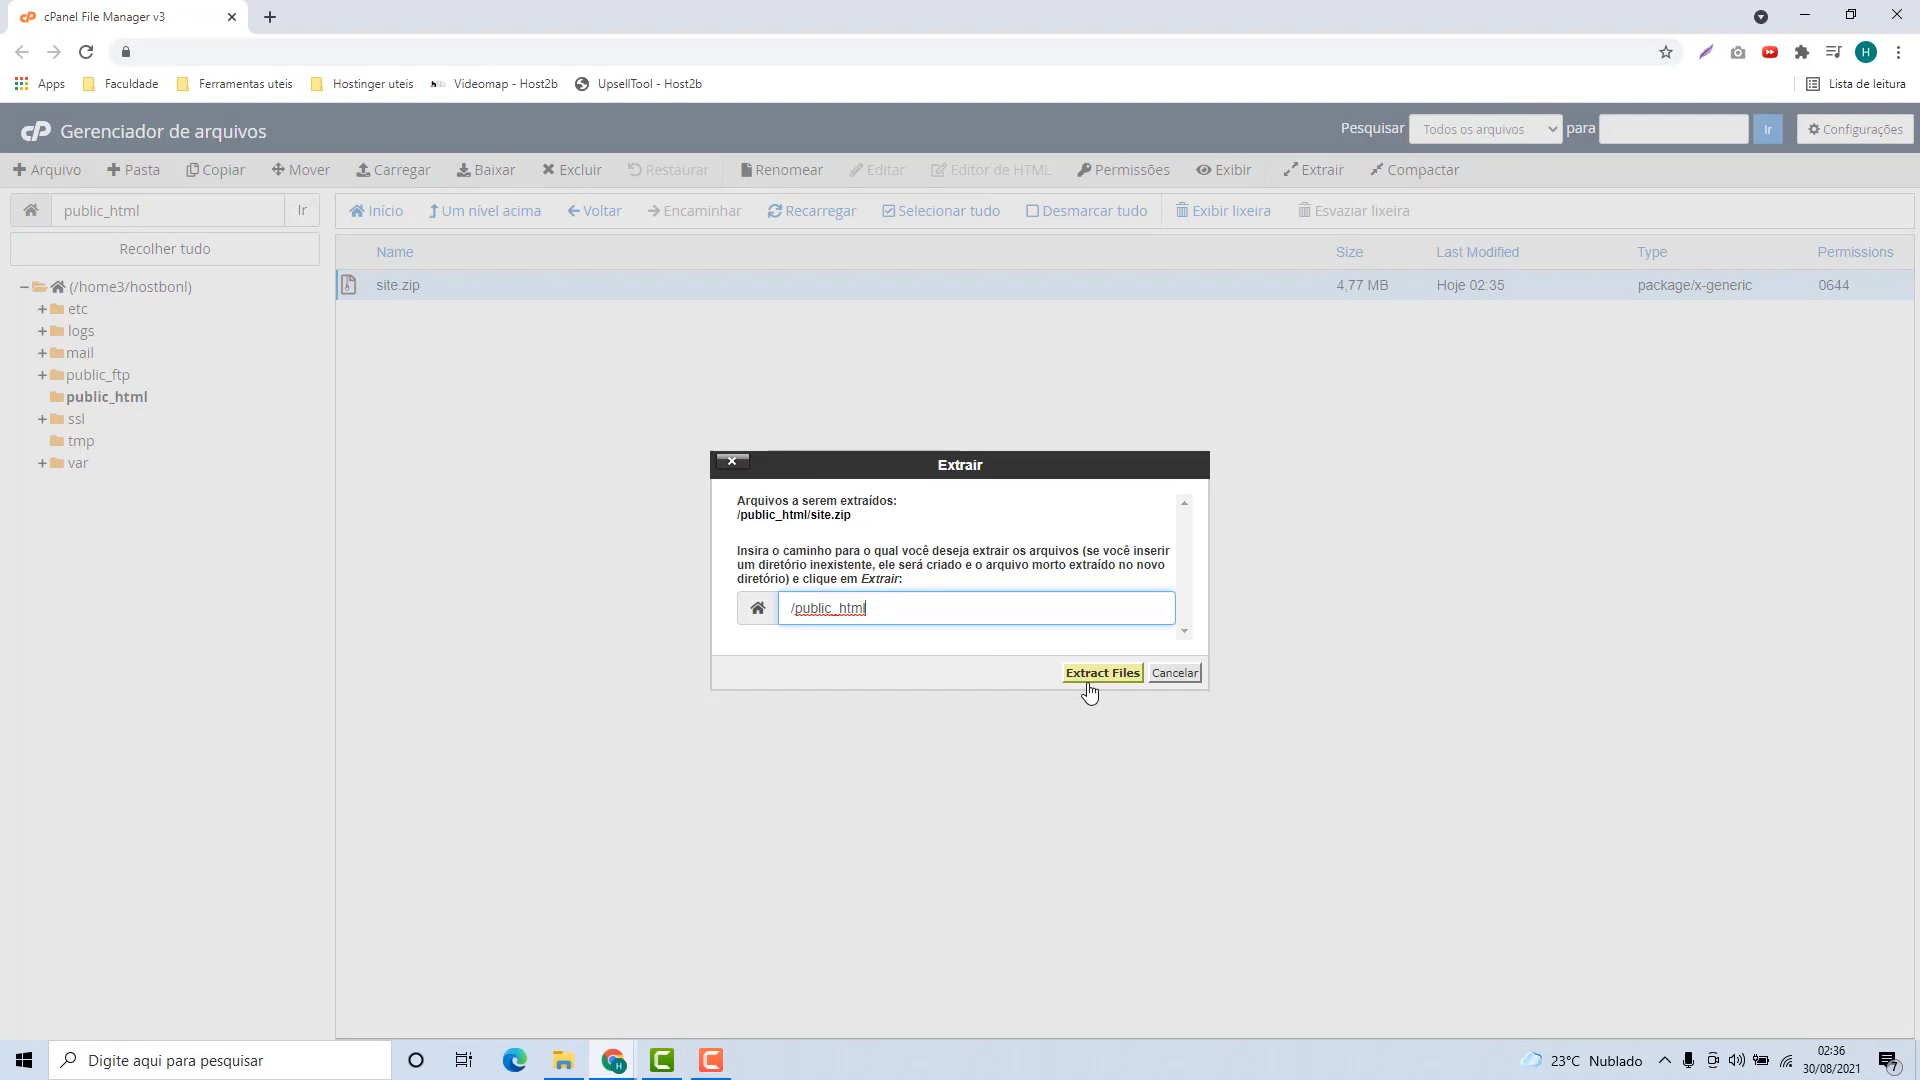 cPanel File Manager v3
H
Apps
Faculdade
Ferramentas uteis
Hostinger uteis
Videomap - Host2b
UpsellTool - Host2b
Lista de leitura
cP Gerenciador de arquivos
Pesquisar
Todos os arquivos
para
Ir
Configurações
Arquivo
Pasta
Copiar
Mover
Carregar
Baixar
Excluir
Restaurar
Renomear
Editar
Editor de HTML
Permissões
Exibir
Extrair
Compactar
public_html
Ir
Início
Um nível acima
Voltar
Encaminhar
Recarregar
Selecionar tudo
Desmarcar tudo
Exibir lixeira
Esvaziar lixeira
Recolher tudo
Name
Size
Last Modified
Type
Permissions
site.zip
4,77 MB
Hoje 02:35
package/x-generic
0644
(/home3/hostbonl)
etc
logs
mail
public_ftp
public_html
ssl
tmp
var
Extrair
Arquivos a serem extraídos:
/public_html/site.zip
Insira o caminho para o qual você deseja extrair os arquivos (se você inserir
um diretório inexistente, ele será criado e o arquivo morto extraído no novo
diretório) e clique em Extrair:
/public_html
Extract Files
Cancelar
Digite aqui para pesquisar
23°C Nublado
02:36
30/08/2021
7